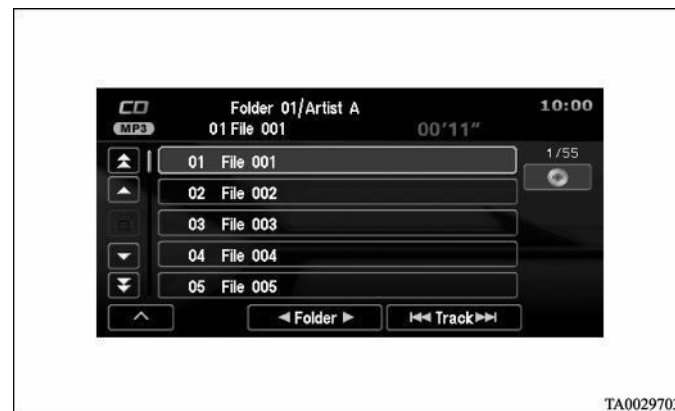 CD
Folder 01/Artist A
10:00
MP3
01 File 001
00'11"
01 File 001
1/55
02 File 002
03 File 003
04 File 004
05 File 005
Folder
Track